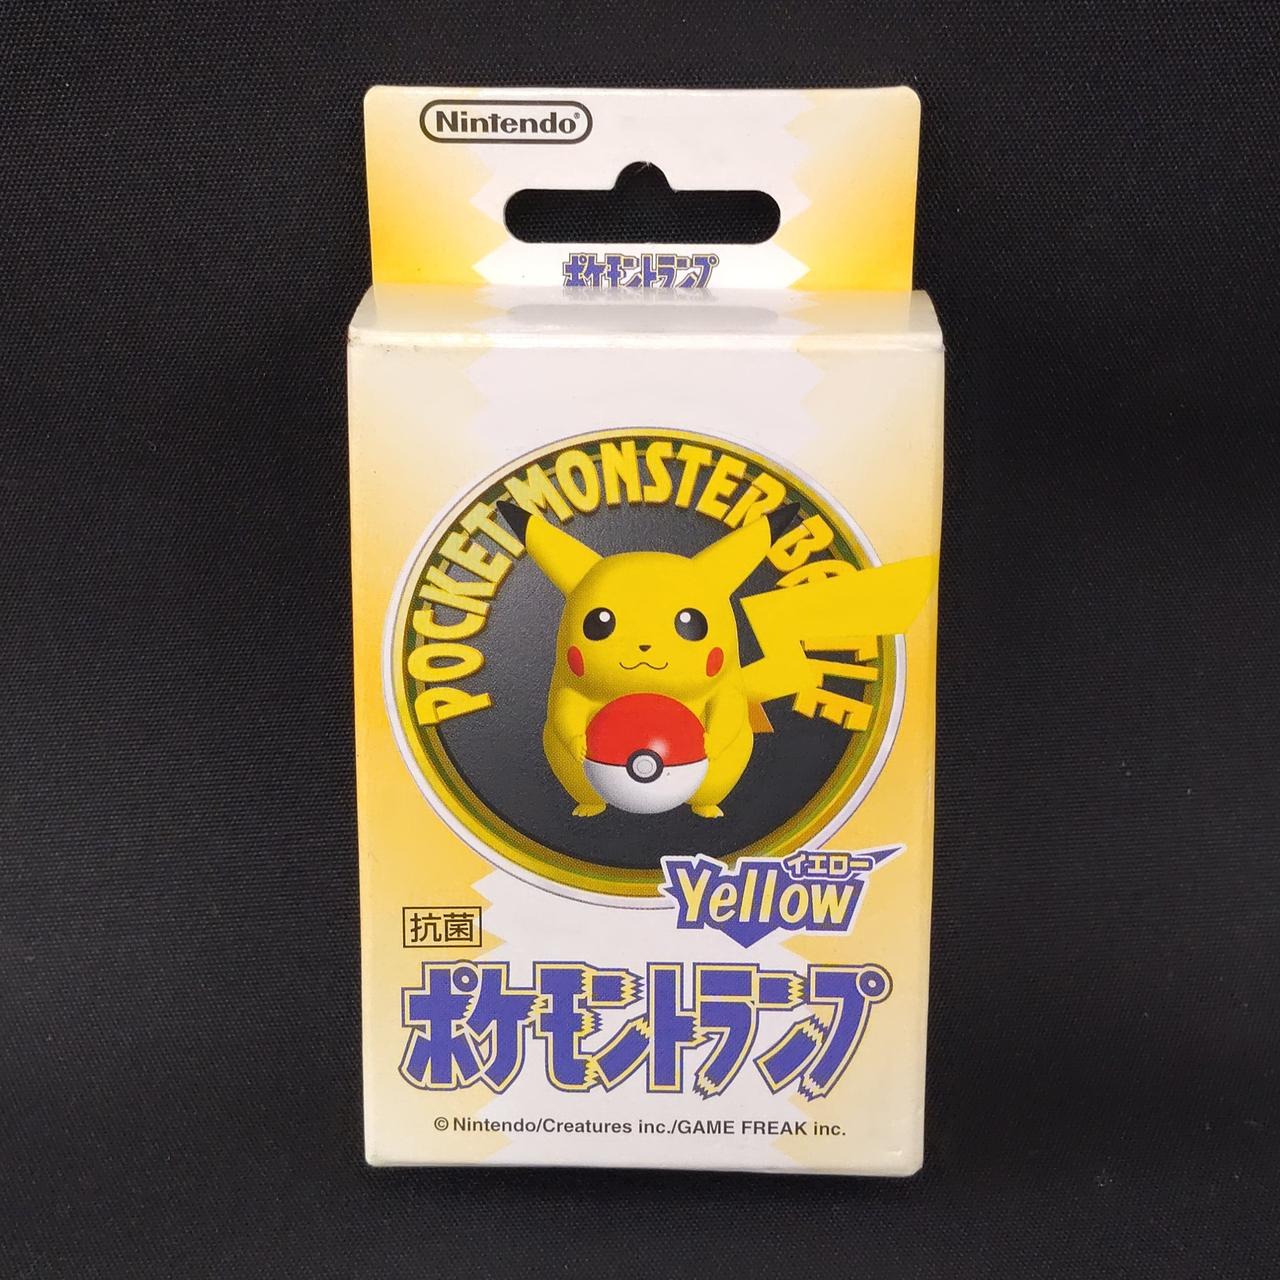 Nintendo®
ポケモントランプ
POCKET MONSTER BATTLE
イエロー
Yellow
抗菌
ポケモントランプ
© Nintendo/Creatures inc./GAME FREAK inc.